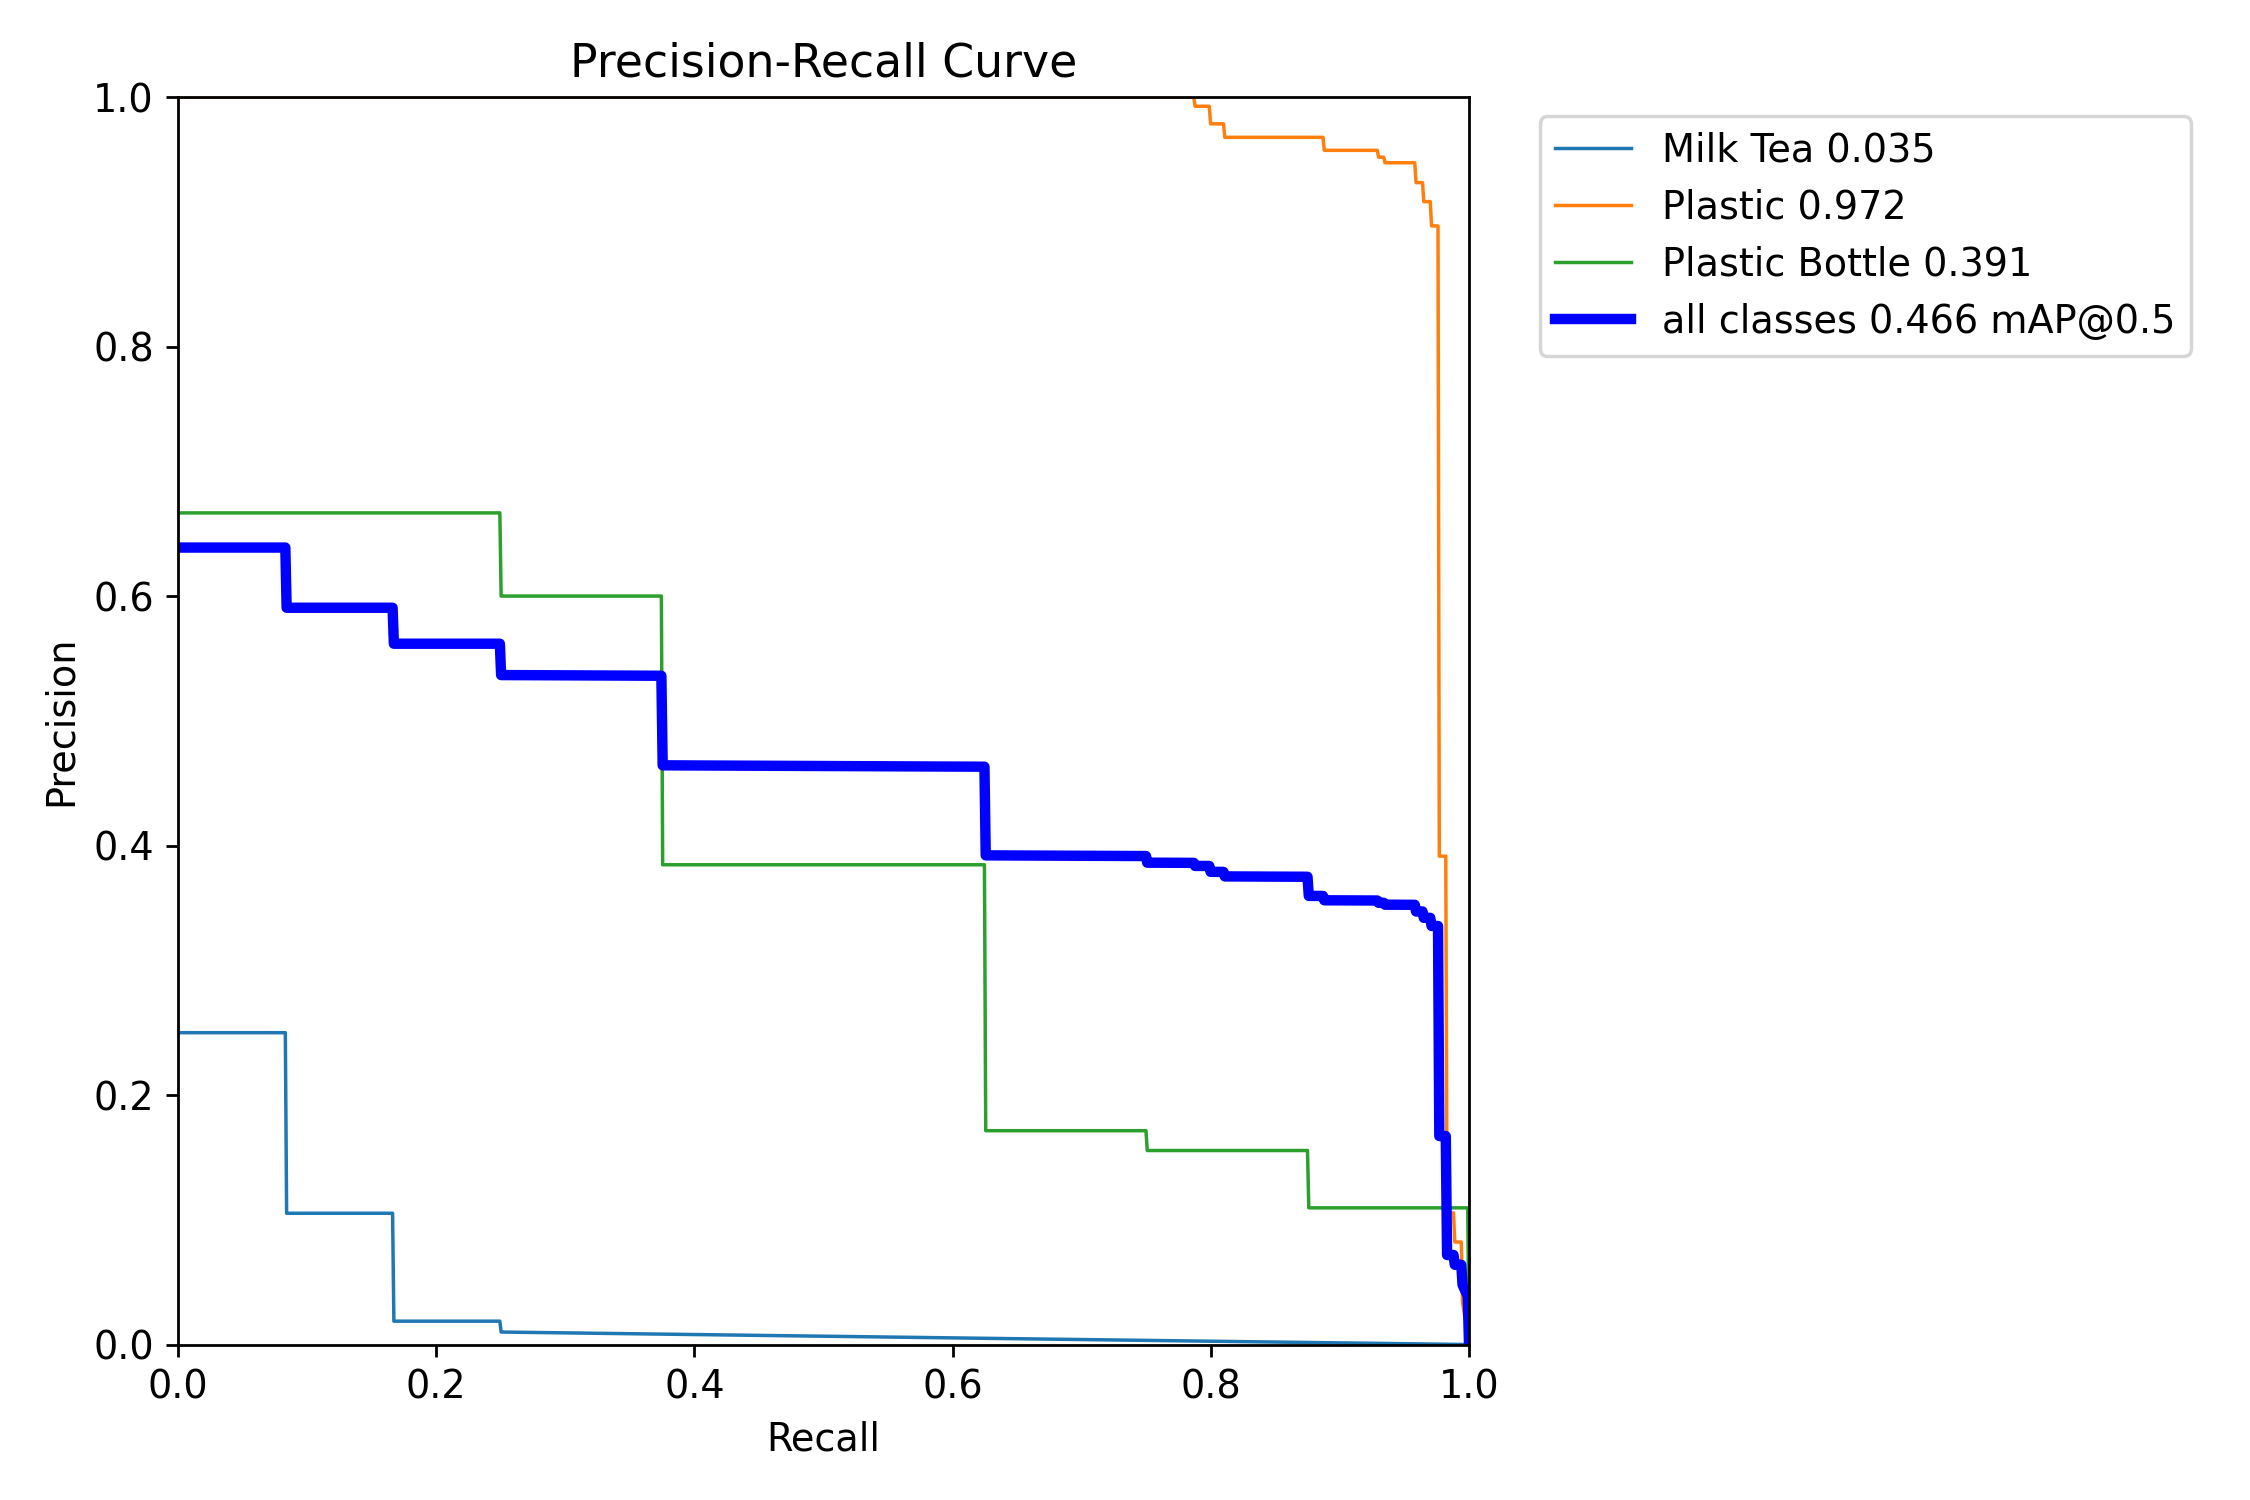 Precision-Recall Curve
1.0
0.8
0.6
0.4
0.2
0.0
Precision
0.0 0.2 0.4 0.6 0.8 1.0
Recall
Milk Tea 0.035
Plastic 0.972
Plastic Bottle 0.391
all classes 0.466 mAP@0.5